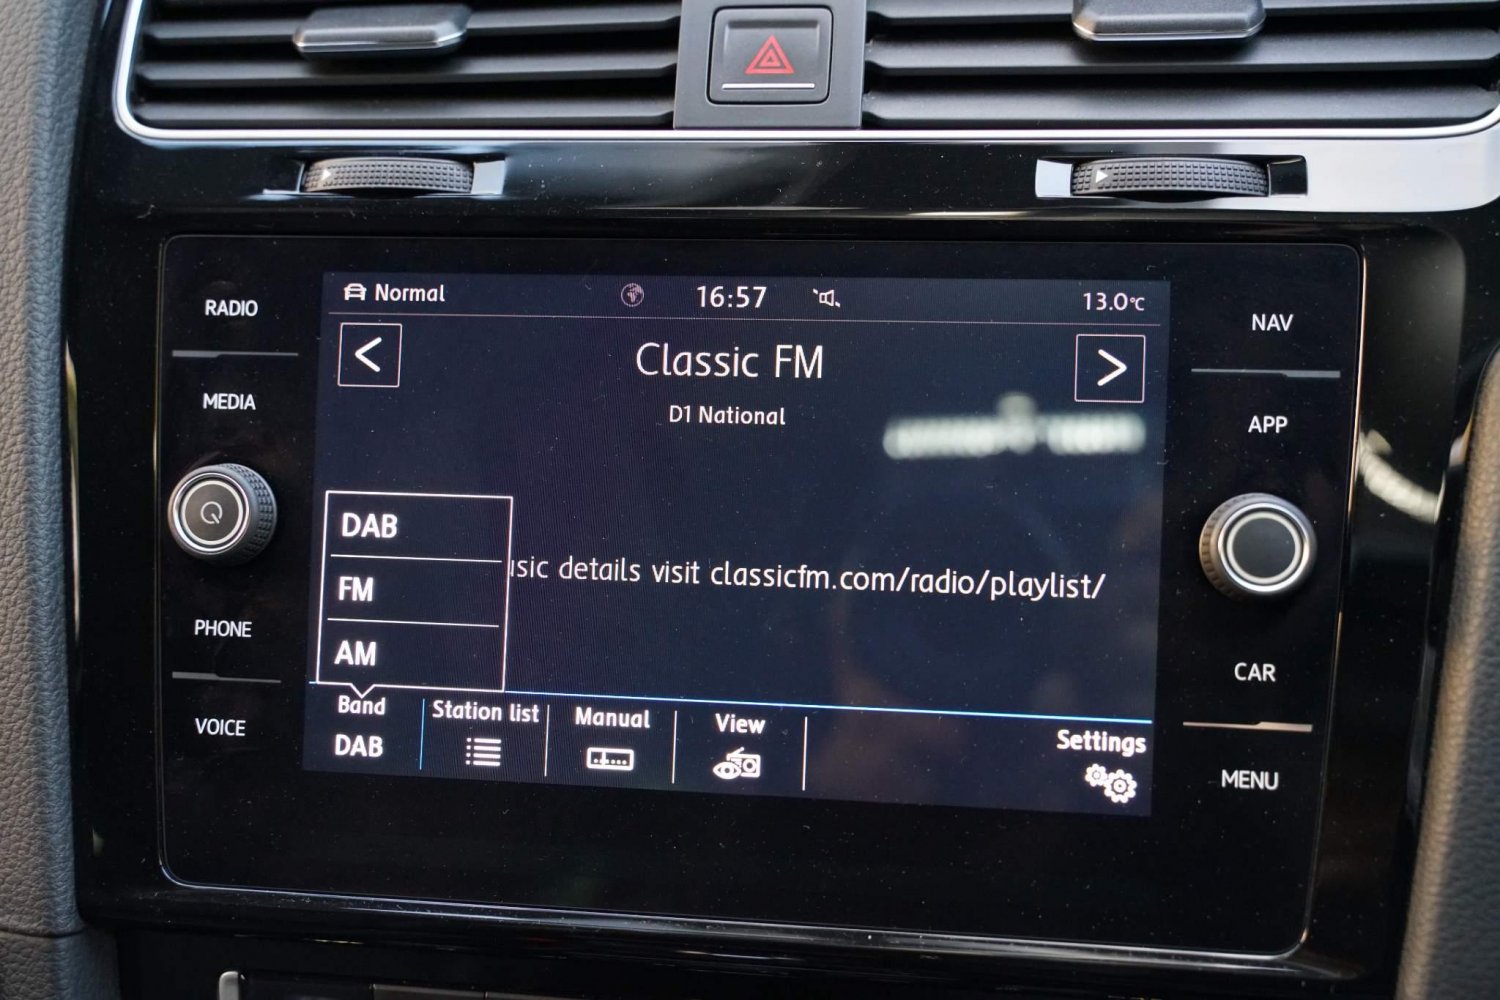 RADIO
MEDIA
PHONE
VOICE
Normal
16:57
13.0°C
<
Classic FM
>
D1 National
DAB
FM
AM
details visit classicfm.com/radio/playlist/
Band
DAB
Station list
Manual
View
Settings
NAV
APP
CAR
MENU